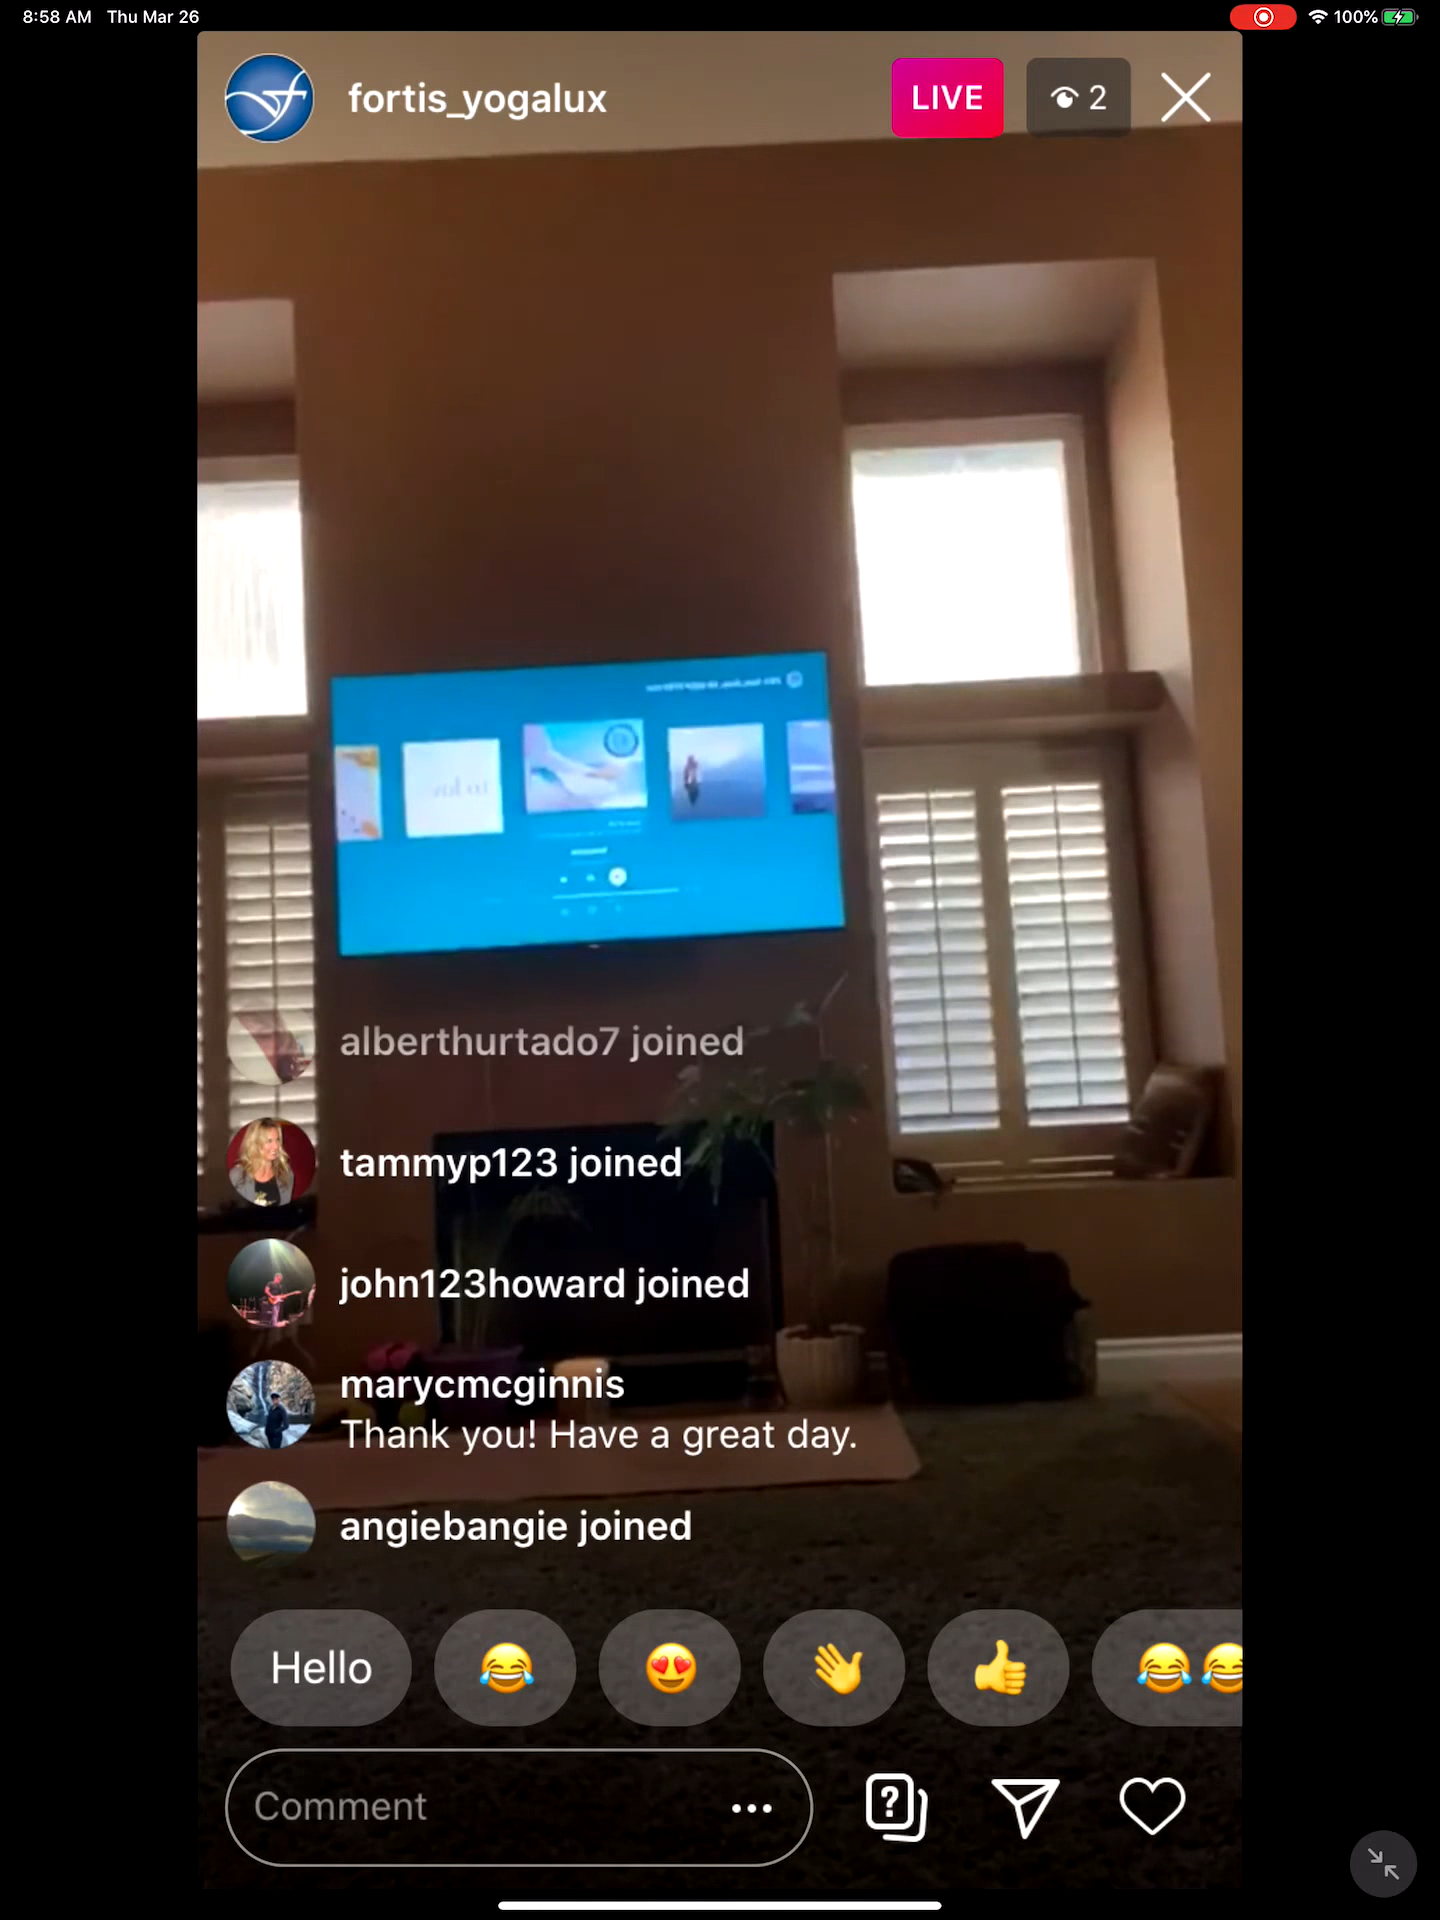 8:58 AM Thu Mar 26
100%
fortis_yogalux
LIVE
2
alberthurtado7 joined
tammyp123 joined
john123howard joined
marycmcginnis
Thank you! Have a great day.
angiebangie joined
Hello
Comment